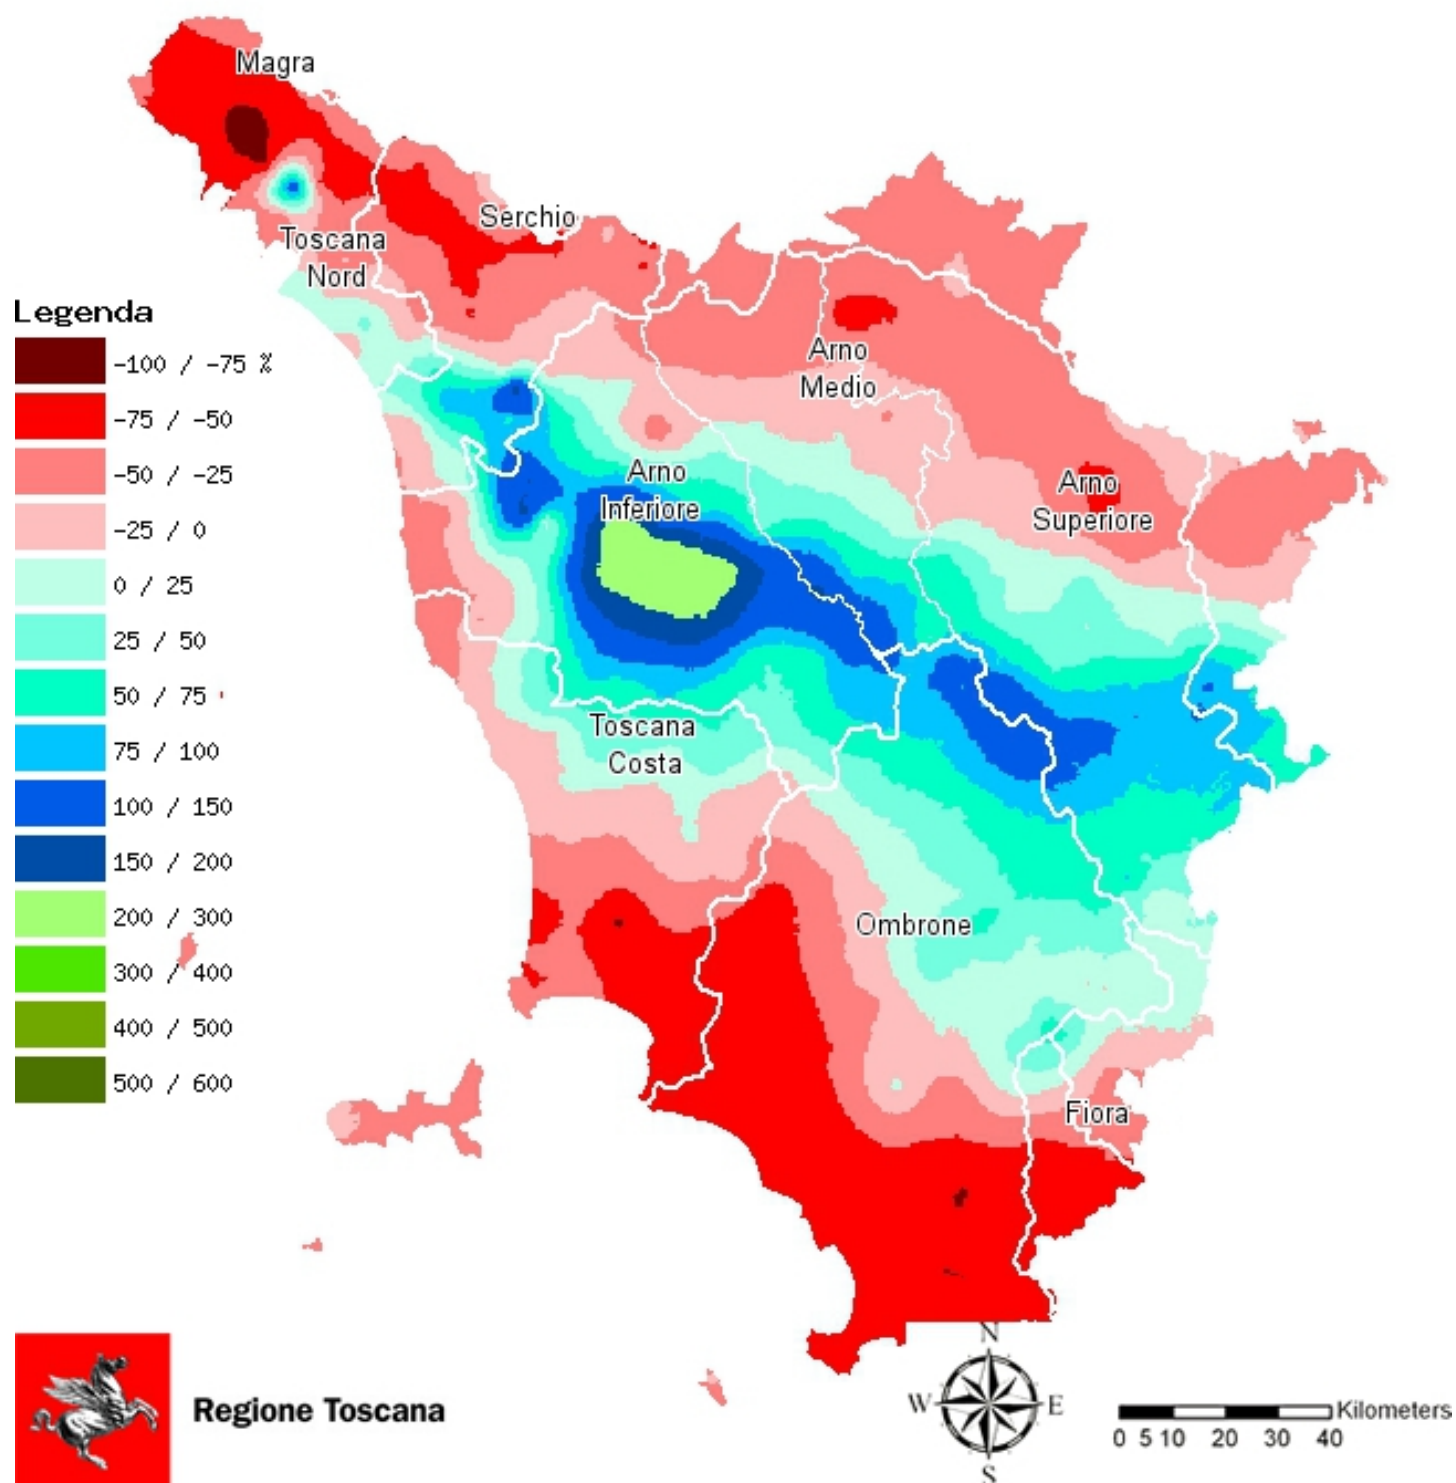 Magra
Serchio
Toscana
Nord
Legenda
-100 / -75 %
-75 / -50
-50 / -25
-25 / 0
0 / 25
25 / 50
50 / 75
75 / 100
100 / 150
150 / 200
200 / 300
300 / 400
400 / 500
500 / 600
Arno
Medio
Arno
Inferiore
Arno
Superiore
Toscana
Costa
Ombrone
Fiora
Regione Toscana
N
W E
S
Kilometers
0 5 10 20 30 40